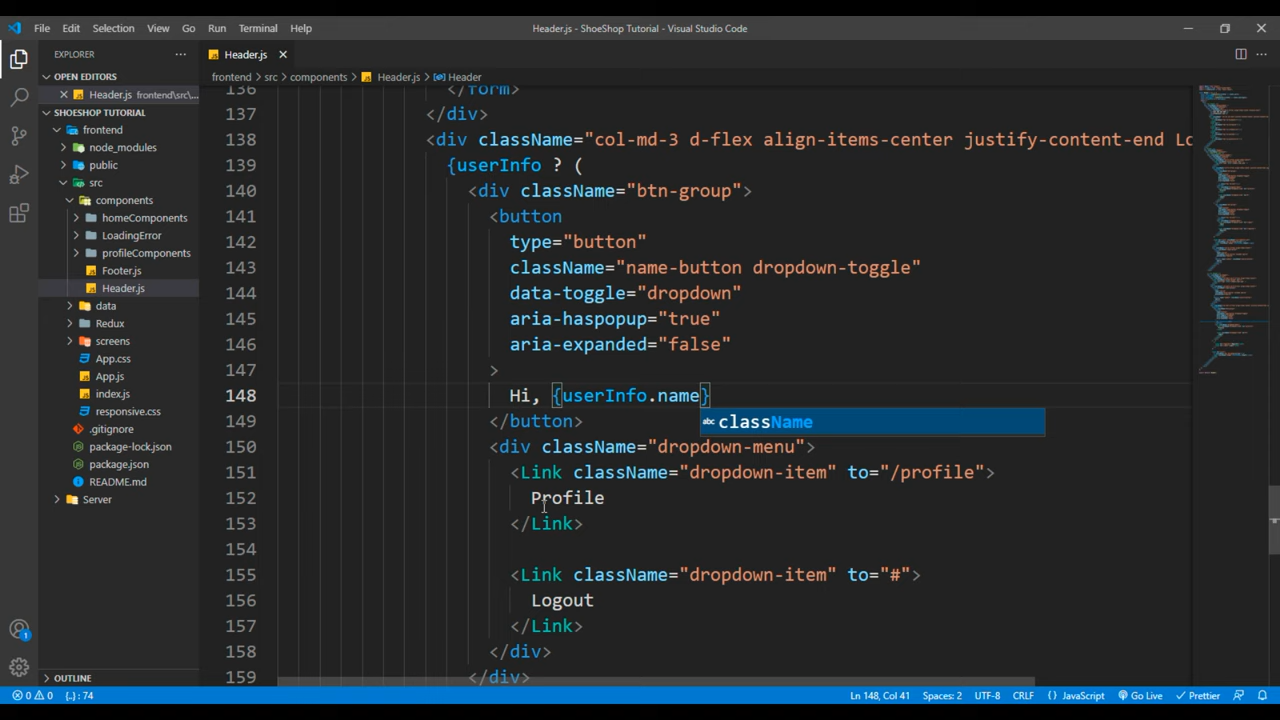 File Edit Selection View Go Run Terminal Help Header.js - ShoeShop Tutorial - Visual Studio Code
EXPLORER
OPEN EDITORS
Header.js frontend\src\...
SHOESHOP TUTORIAL
frontend
node_modules
public
src
components
homeComponents
LoadingError
profileComponents
Footer.js
Header.js
data
Redux
screens
App.css
App.js
index.js
responsive.css
.gitignore
package-lock.json
package.json
README.md
Server
OUTLINE
Header.js
frontend > src > components > Header.js > Header
136 </form>
137 </div>
138 <div className="col-md-3 d-flex align-items-center justify-content-end Lo
139 {userInfo ? (
140 <div className="btn-group">
141 <button
142 type="button"
143 className="name-button dropdown-toggle"
144 data-toggle="dropdown"
145 aria-haspopup="true"
146 aria-expanded="false"
147 >
148 Hi, {userInfo.name}
abc className
149 </button>
150 <div className="dropdown-menu">
151 <Link className="dropdown-item" to="/profile">
152 Profile
153 </Link>
154
155 <Link className="dropdown-item" to="#">
156 Logout
157 </Link>
158 </div>
159 </div>
0 0 {..} : 74 Ln 148, Col 41 Spaces: 2 UTF-8 CRLF {} JavaScript Go Live Prettier
1